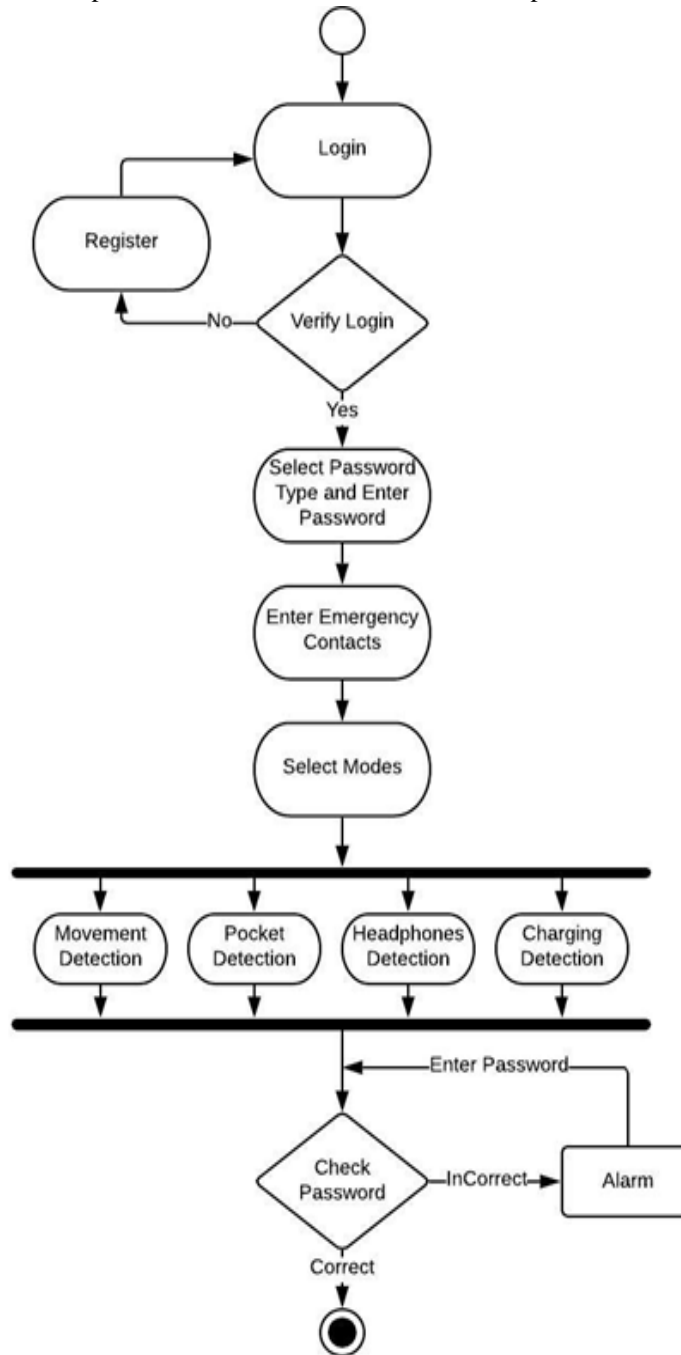 Login
Register
Verify Login
No
Yes
Select Password
Type and Enter
Password
Enter Emergency
Contacts
Select Modes
Movement
Detection
Pocket
Detection
Headphones
Detection
Charging
Detection
Enter Password
Check
Password
InCorrect
Alarm
Correct